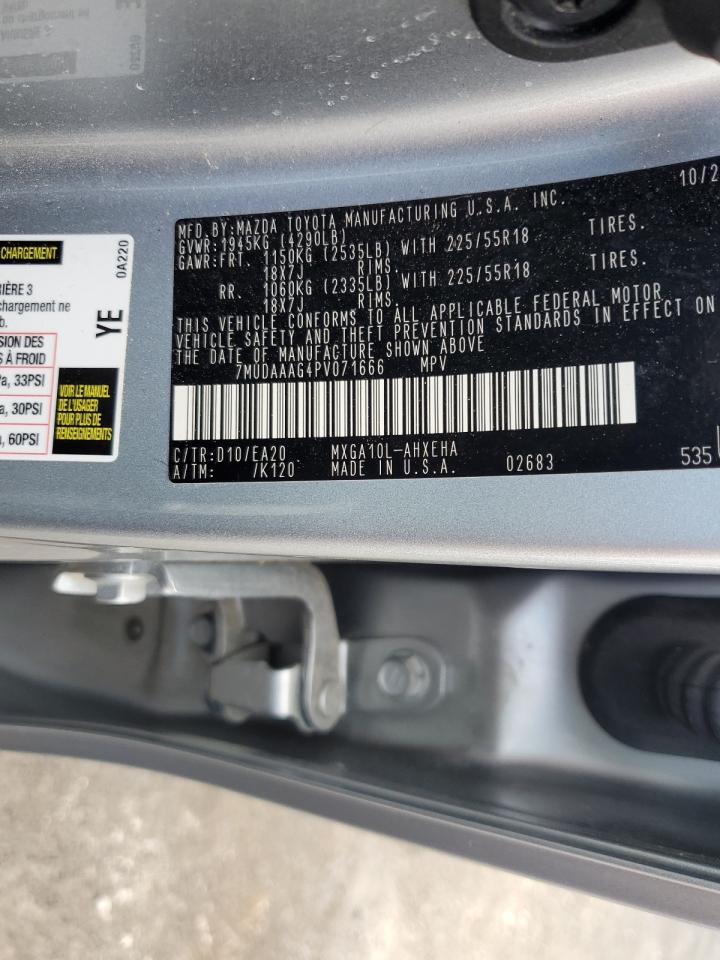 CHARGEMENT
0A220
RIÈRE 3
chargement ne
b.
SION DES
S À FROID
Pa, 33PSI
a, 30PSI
a, 60PSI
YE
VOIR LE MANUEL
DE L'USAGER
POUR PLUS DE
RENSEIGNEMENTS
10/2
MFD.BY:MAZDA TOYOTA MANUFACTURING U.S.A. INC.
GVWR:1945KG (4290LB)
GAWR:FRT. 1150KG (2535LB) WITH 225/55R18 TIRES.
18X7J RIMS.
RR. 1060KG (2335LB) WITH 225/55R18 TIRES.
18X7J RIMS.
THIS VEHICLE CONFORMS TO ALL APPLICABLE FEDERAL MOTOR
VEHICLE SAFETY AND THEFT PREVENTION STANDARDS IN EFFECT ON
THE DATE OF MANUFACTURE SHOWN ABOVE
7MUDAAAG4PV071666 MPV
C/TR:D10/EA20 MXGA10L-AHXEHA
A/TM: /K120 MADE IN U.S.A. 02683 535